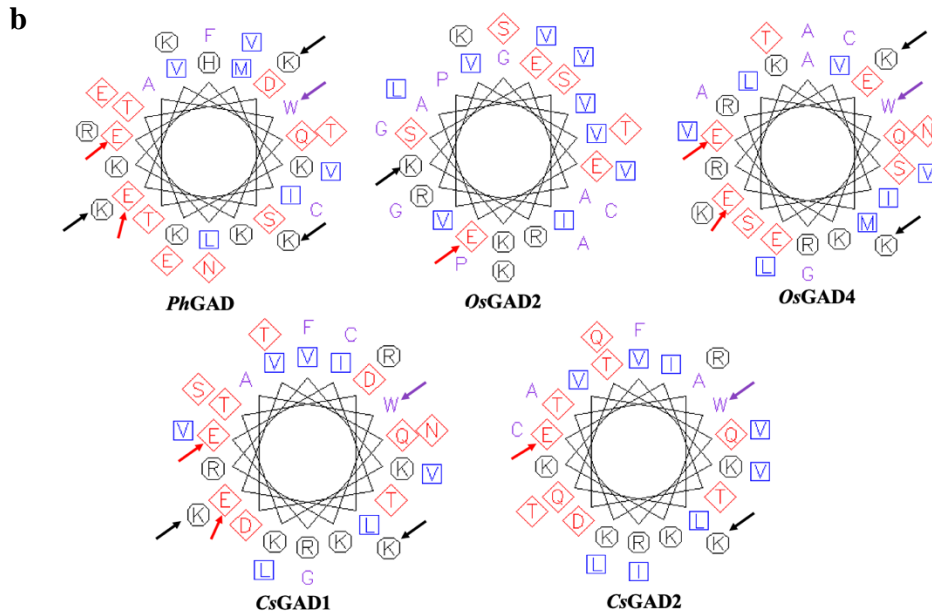 b
K F V
V H M K
A D
E T W
R E Q T
K K V
K E I C
T S
K L K K
E N
PhGAD
K S V V
P V G E S
L A V
G S V T
K E V
G R A C
V I A
E K R
P K
OsGAD2
T A C
L K A V E K
A R W
V E Q N
R S V
K E I
S E R K M K
L G
OsGAD4
T F C R
A V V I D
S T W
V E Q N
R K V
K E T
D K R K L K
L G
CsGAD1
Q F R
V T V I A
A T W
C E Q V
K K V
T Q T
D K R K L K
L I
CsGAD2